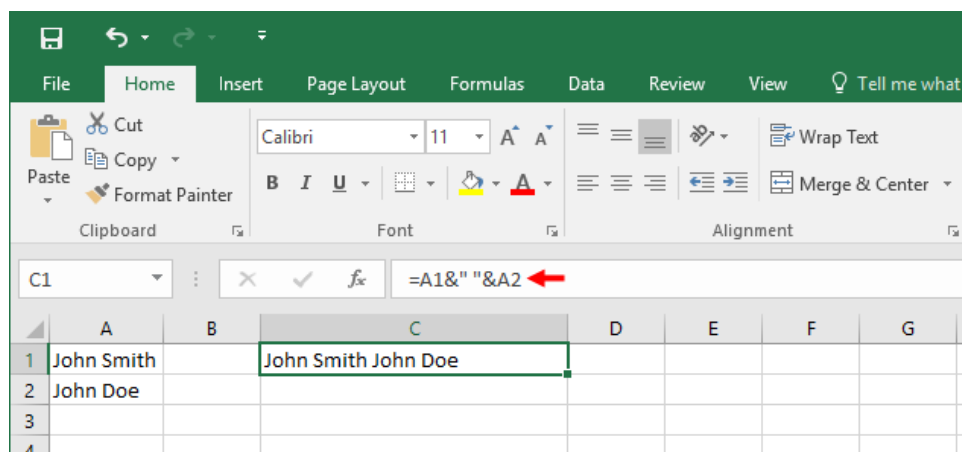 File Home Insert Page Layout Formulas Data Review View Tell me what
Cut
Calibri 11 A A Wrap Text
Copy
Paste B I U A Merge & Center
Format Painter
Clipboard Font Alignment
C1 fx =A1&" "&A2
A B C D E F G
1 John Smith John Smith John Doe
2 John Doe
3
4